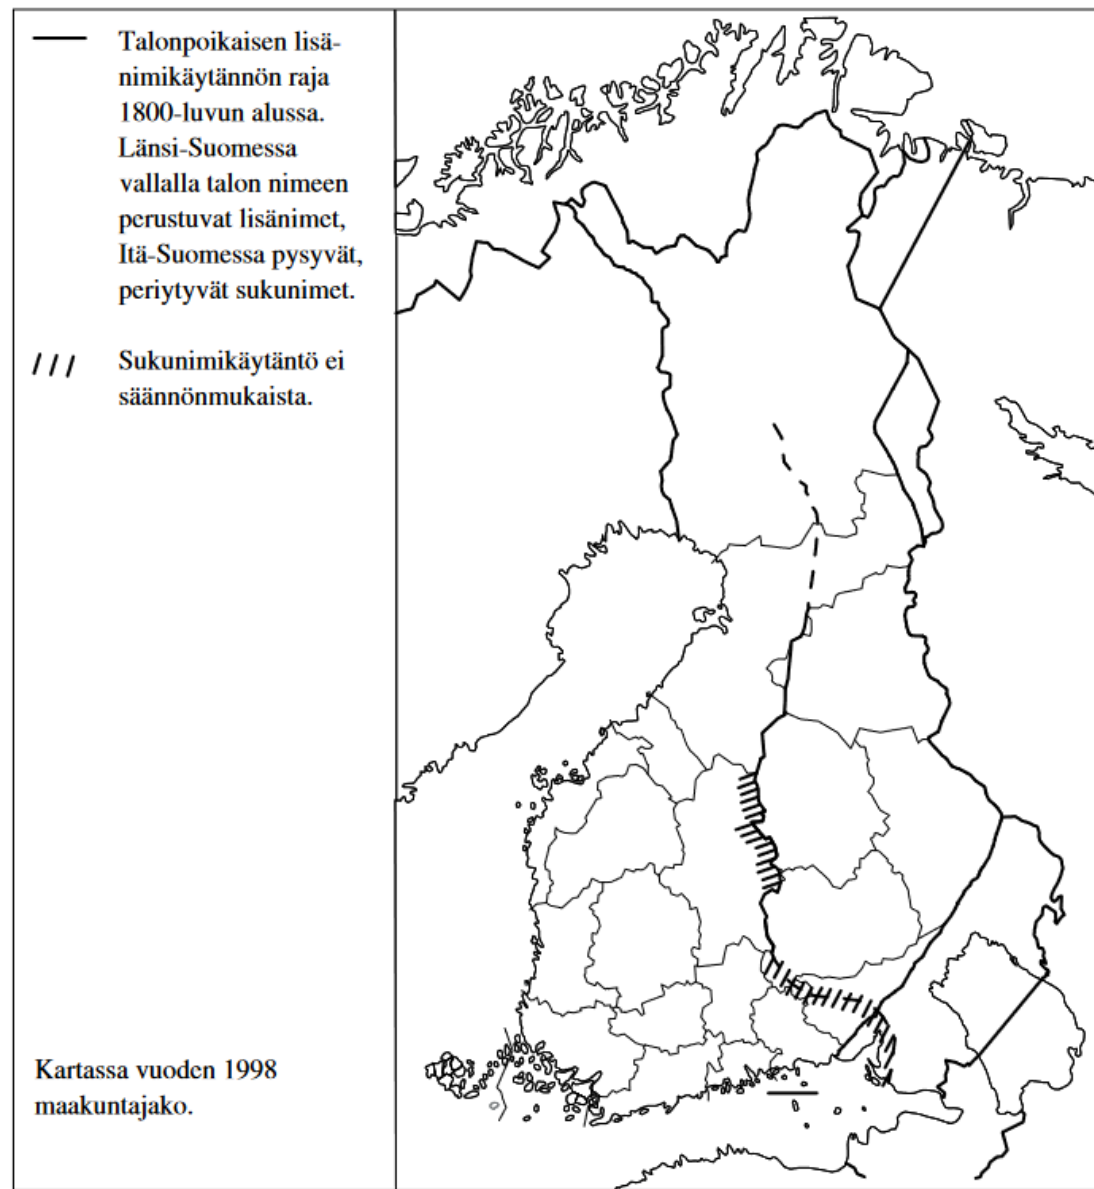 Talonpoikaisen lisä-
nimikäytännön raja
1800-luvun alussa.
Länsi-Suomessa
vallalla talon nimeen
perustuvat lisänimet,
Itä-Suomessa pysyvät,
periytyvät sukunimet.
Sukunimikäytäntö ei
säännönmukaista.
Kartassa vuoden 1998
maakuntajako.